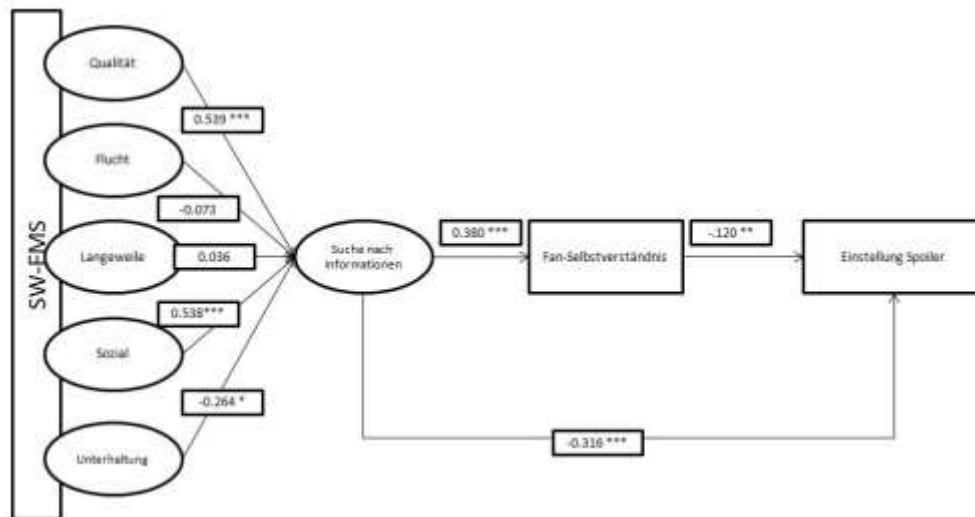 SW-EMS
Qualität
0.539 ***
Flucht
-0.073
Langeweile
0.036
Sozial
0.538***
Unterhaltung
-0.264 *
Suche nach
Informationen
0.380 ***
Fan-Selbstverständnis
-.120 **
Einstellung Spoiler
-0.316 ***